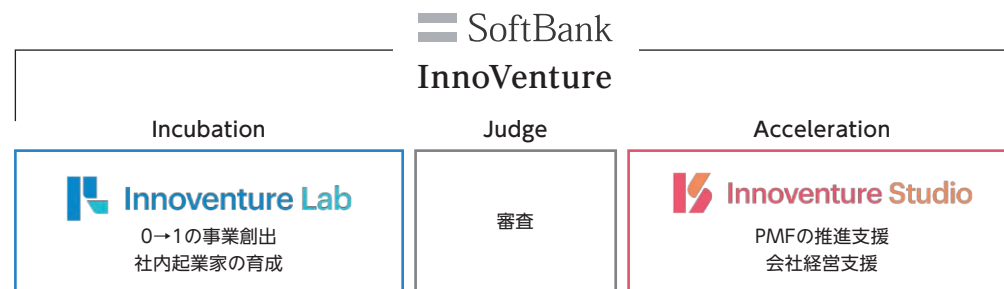 SoftBank
InnoVenture
Incubation
Judge
Acceleration
Innoventure Lab
0→1の事業創出
社内起業家の育成
審査
Innoventure Studio
PMFの推進支援
会社経営支援